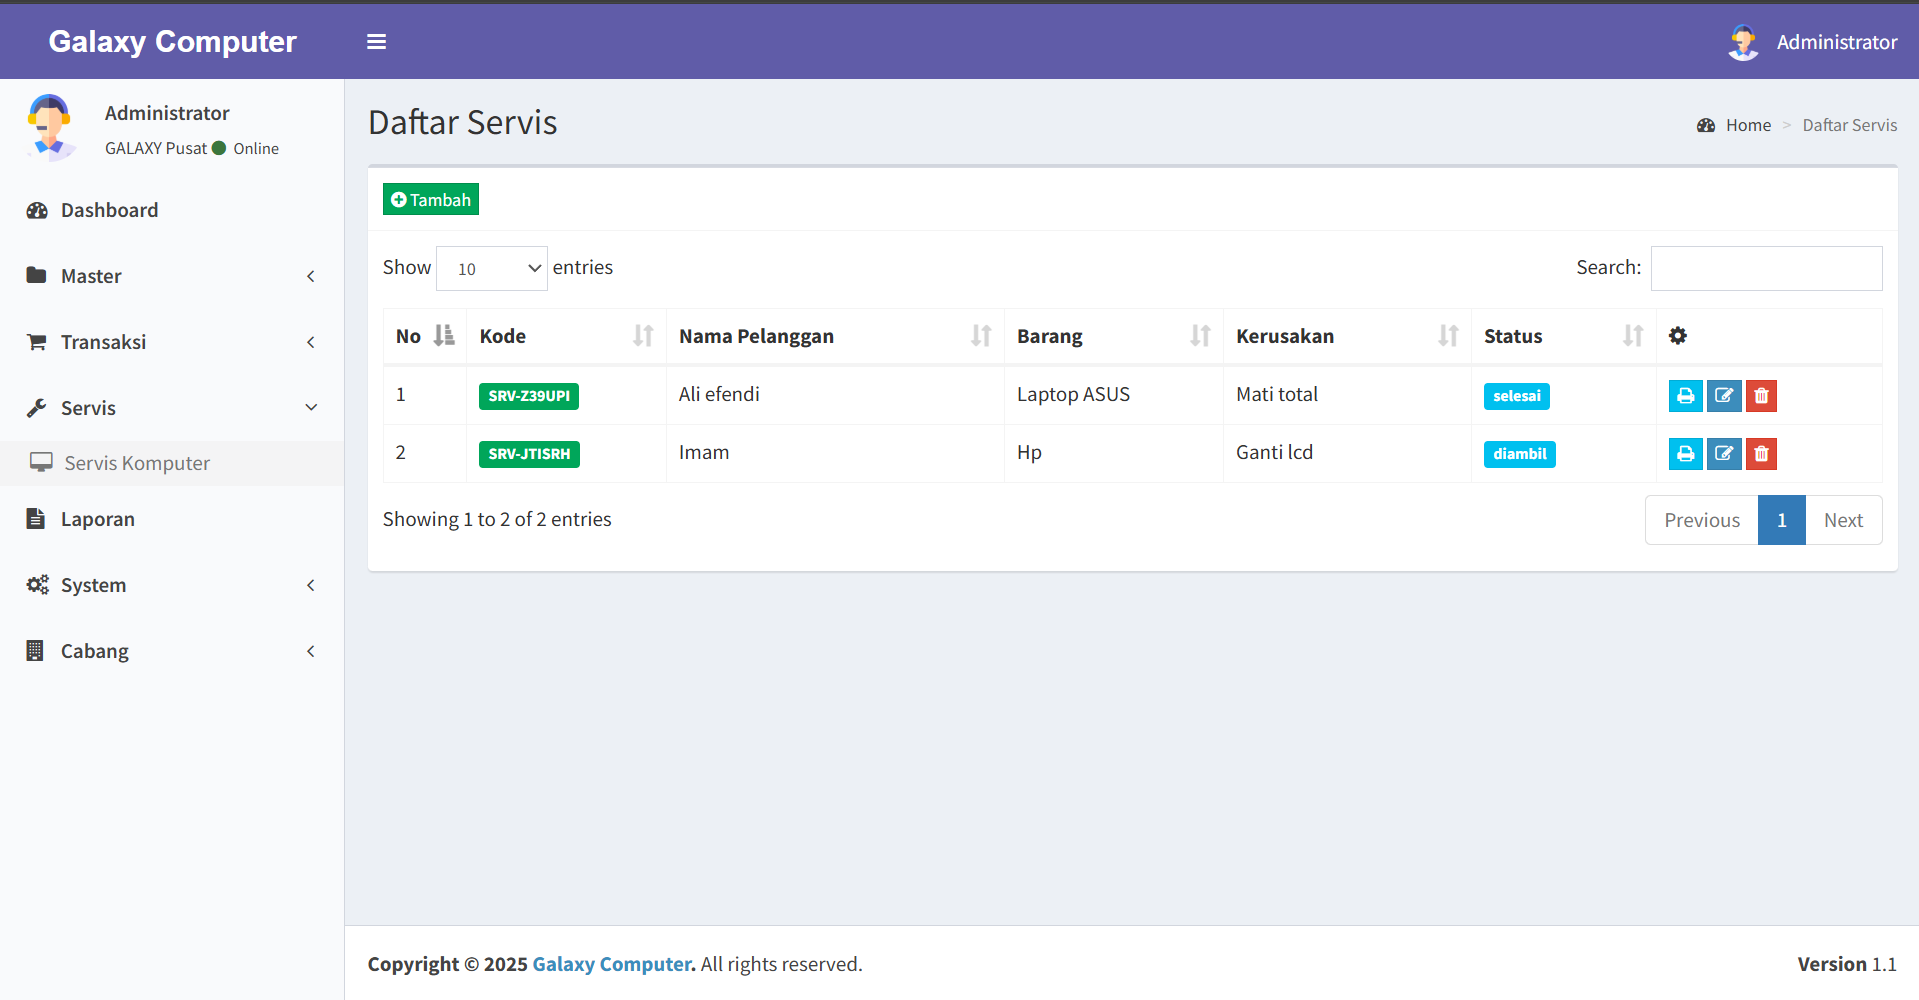 Galaxy Computer
Administrator
Administrator
GALAXY Pusat Online
Dashboard
Master
Transaksi
Servis
Servis Komputer
Laporan
System
Cabang
Daftar Servis
Home > Daftar Servis
Tambah
Show 10 entries
Search:
No Kode Nama Pelanggan Barang Kerusakan Status
1 SRV-Z39UPI Ali efendi Laptop ASUS Mati total selesai
2 SRV-JTISRH Imam Hp Ganti lcd diambil
Showing 1 to 2 of 2 entries
Previous 1 Next
Copyright © 2025 Galaxy Computer. All rights reserved.
Version 1.1